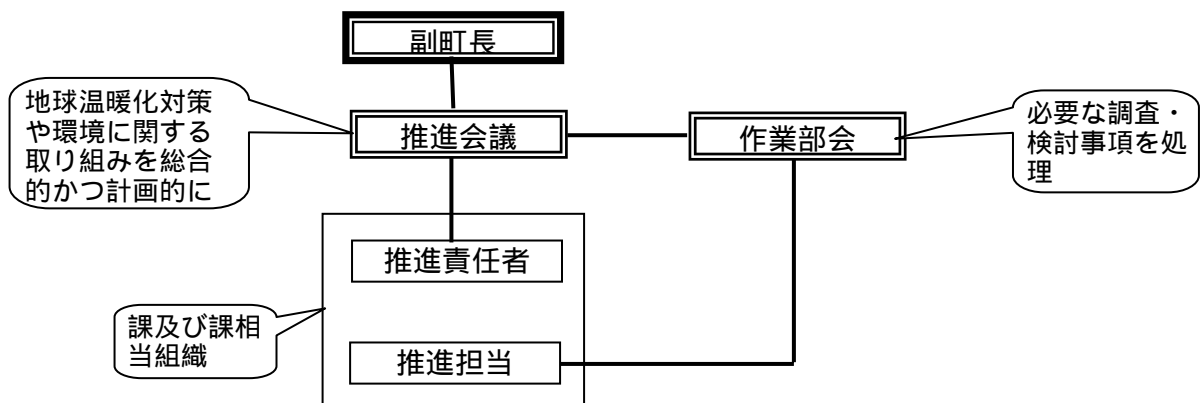 副町長
地球温暖化対策
や環境に関する
取り組みを総合
的かつ計画的に
推進会議
作業部会
必要な調査・
検討事項を処
理
推進責任者
課及び課相
当組織
推進担当